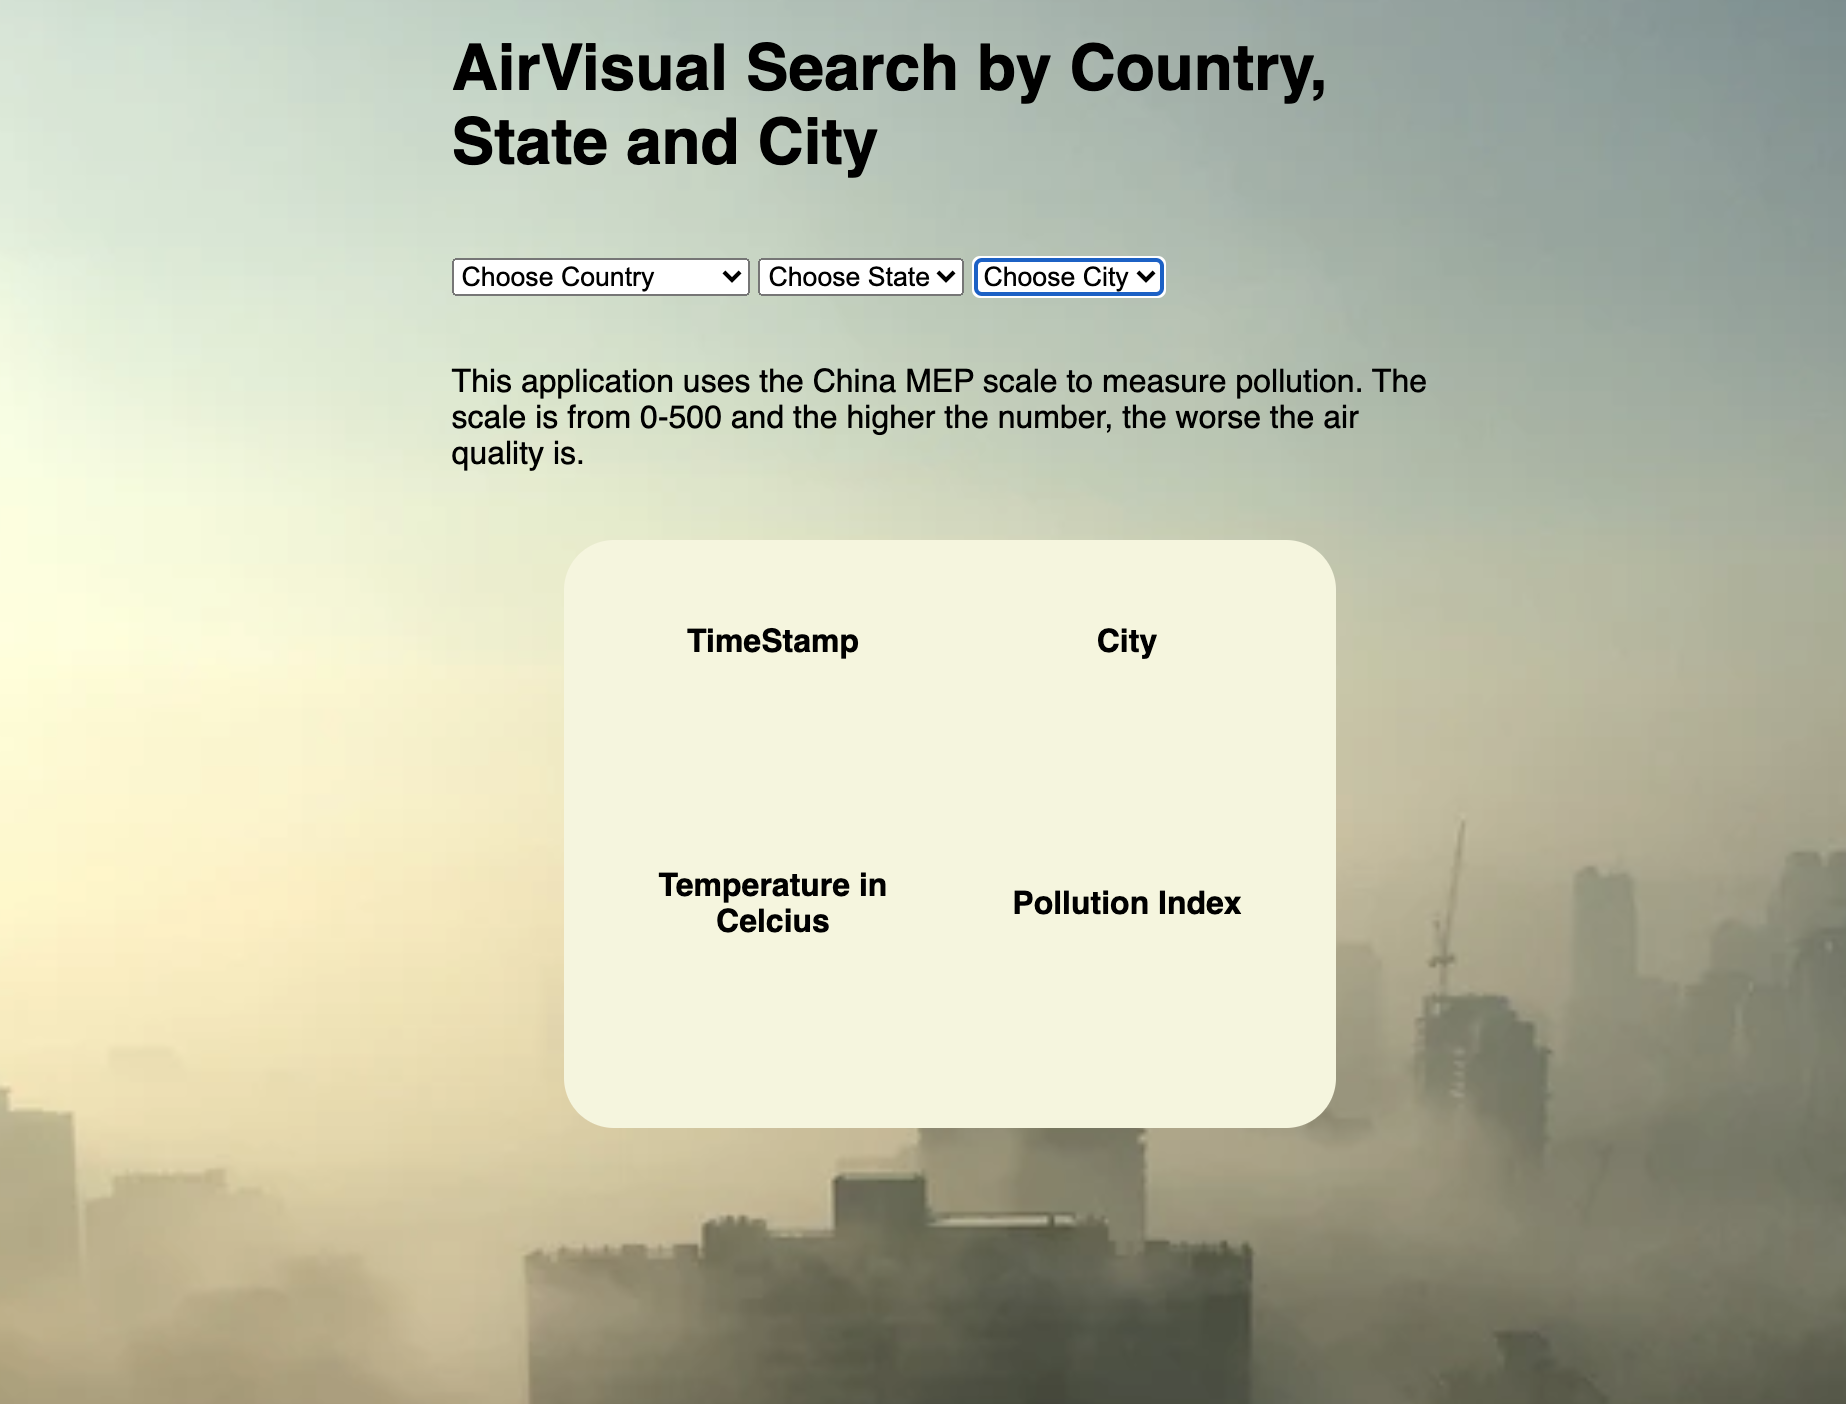 AirVisual Search by Country,
State and City
Choose Country Choose State Choose City
This application uses the China MEP scale to measure pollution. The
scale is from 0-500 and the higher the number, the worse the air
quality is.
TimeStamp City
Temperature in
Celcius
Pollution Index